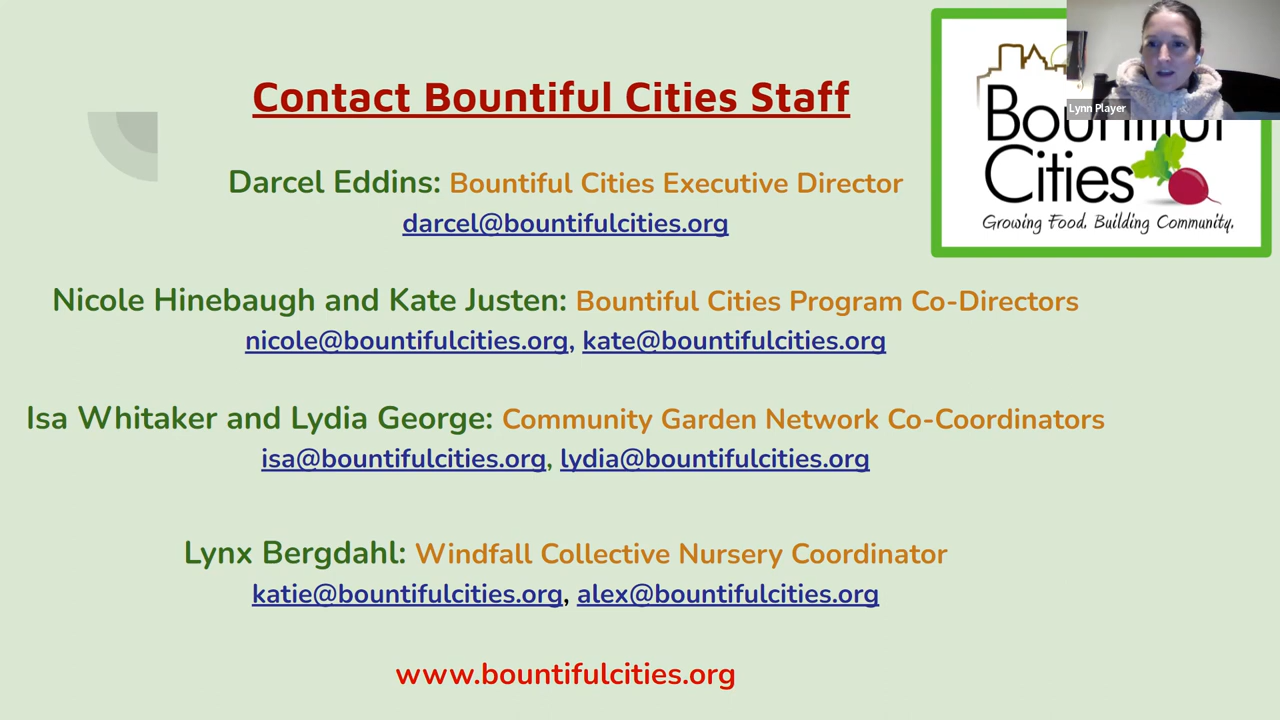 Contact Bountiful Cities Staff
Lynn Player
Bountiful
Cities
Growing Food. Building Community.
Darcel Eddins: Bountiful Cities Executive Director
darcel@bountifulcities.org
Nicole Hinebaugh and Kate Justen: Bountiful Cities Program Co-Directors
nicole@bountifulcities.org, kate@bountifulcities.org
Isa Whitaker and Lydia George: Community Garden Network Co-Coordinators
isa@bountifulcities.org, lydia@bountifulcities.org
Lynx Bergdahl: Windfall Collective Nursery Coordinator
katie@bountifulcities.org, alex@bountifulcities.org
www.bountifulcities.org